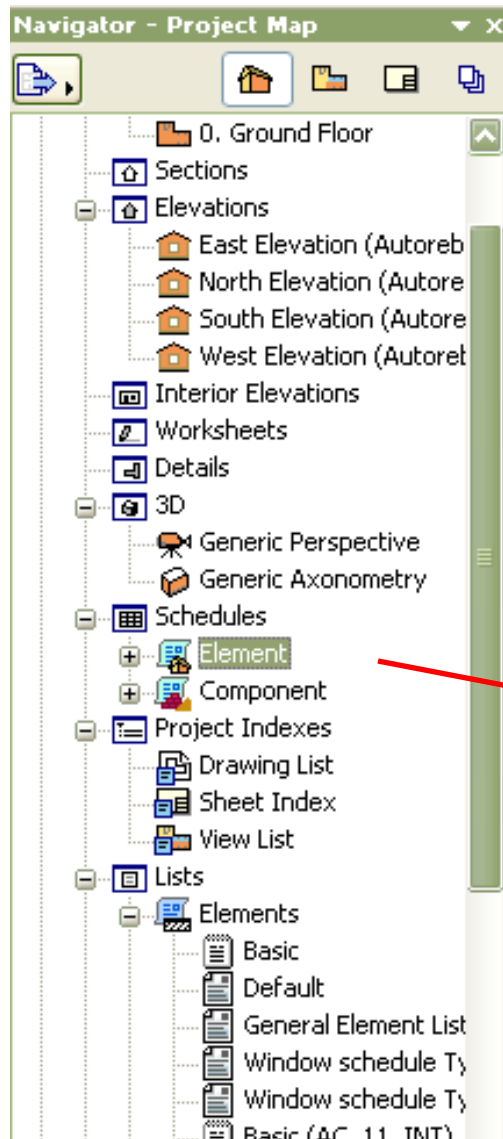 Navigator - Project Map
0. Ground Floor
Sections
Elevations
East Elevation (Autoreb
North Elevation (Autore
South Elevation (Autore
West Elevation (Autoreb
Interior Elevations
Worksheets
Details
3D
Generic Perspective
Generic Axonometry
Schedules
Element
Component
Project Indexes
Drawing List
Sheet Index
View List
Lists
Elements
Basic
Default
General Element List
Window schedule Ty
Window schedule Ty
Basic (AC_11_INT)